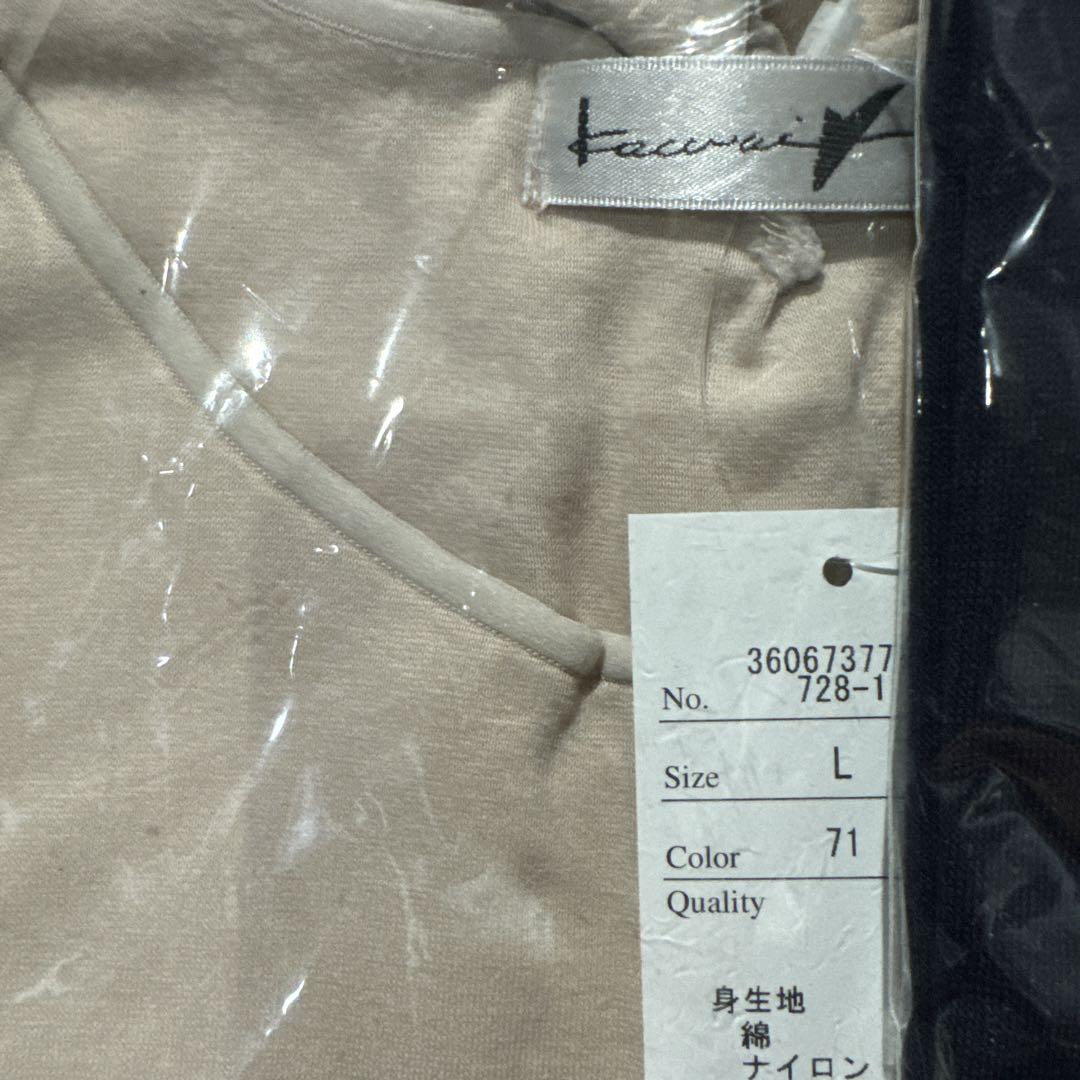 Kawai
36067377
No. 728-1
Size L
Color 71
Quality
身生地
綿
ナイロン